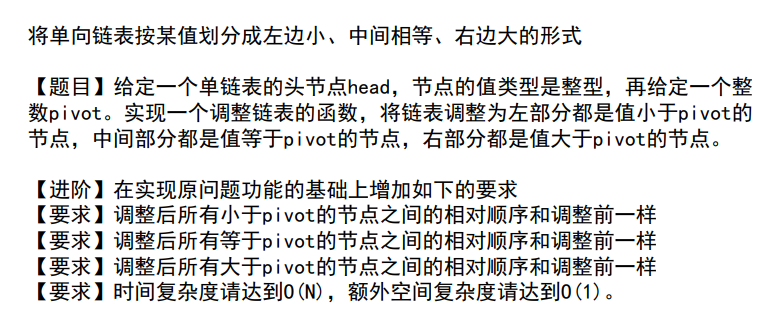 将单向链表按某值划分成左边小、中间相等、右边大的形式
【题目】给定一个单链表的头节点head，节点的值类型是整型，再给定一个整
数pivot。实现一个调整链表的函数，将链表调整为左部分都是值小于pivot的
节点，中间部分都是值等于pivot的节点，右部分都是值大于pivot的节点。
【进阶】在实现原问题功能的基础上增加如下的要求
【要求】调整后所有小于pivot的节点之间的相对顺序和调整前一样
【要求】调整后所有等于pivot的节点之间的相对顺序和调整前一样
【要求】调整后所有大于pivot的节点之间的相对顺序和调整前一样
【要求】时间复杂度请达到O(N)，额外空间复杂度请达到O(1)。